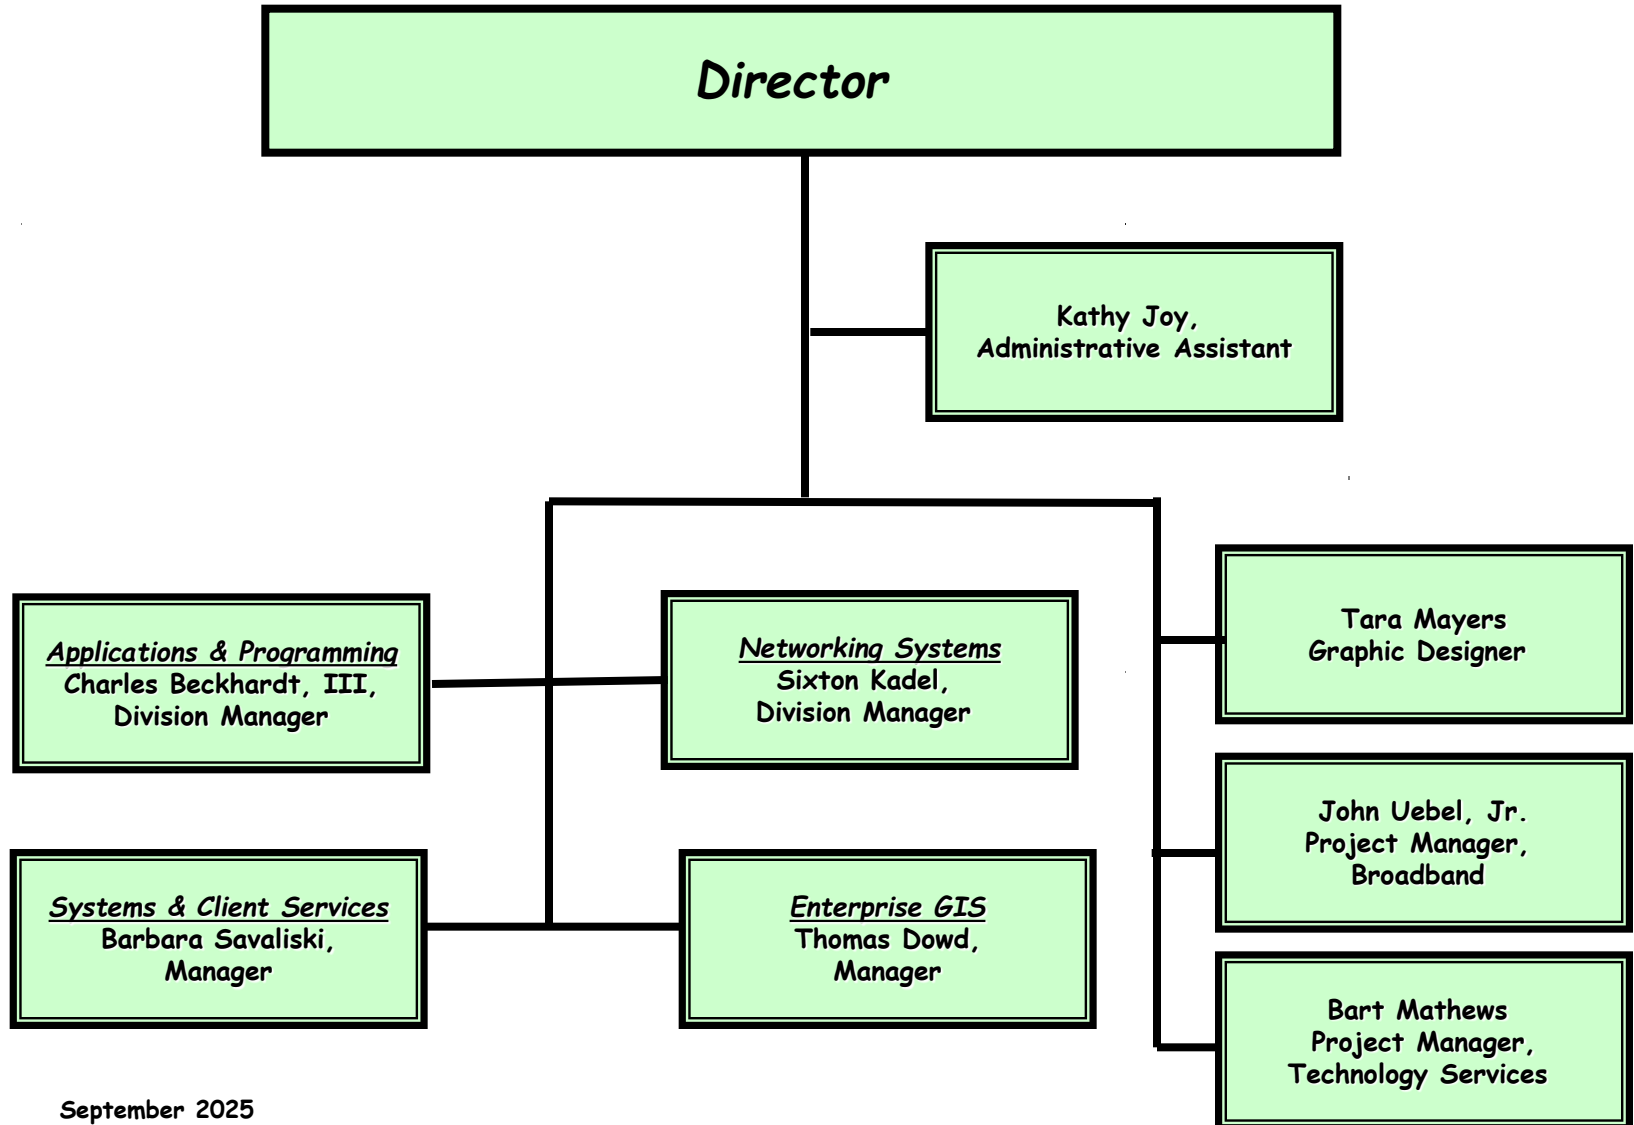 Director
Kathy Joy,
Administrative Assistant
Applications & Programming
Charles Beckhardt, III,
Division Manager
Networking Systems
Sixton Kadel,
Division Manager
Tara Mayers
Graphic Designer
John Uebel, Jr.
Project Manager,
Broadband
Systems & Client Services
Barbara Savaliski,
Manager
Enterprise GIS
Thomas Dowd,
Manager
Bart Mathews
Project Manager,
Technology Services
September 2025